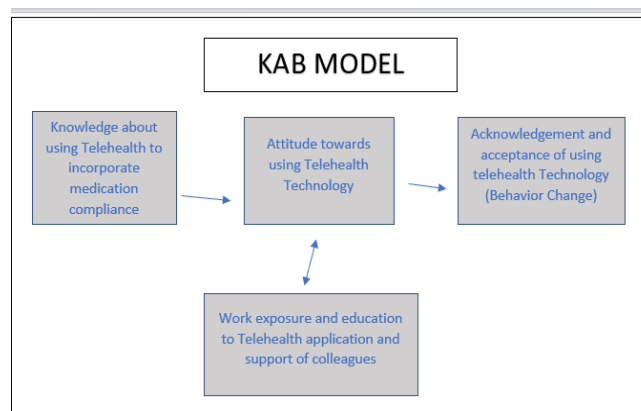 KAB MODEL
Knowledge about
using Telehealth to
incorporate
medication
compliance
Attitude towards
using Telehealth
Technology
Acknowledgement and
acceptance of using
telehealth Technology
(Behavior Change)
Work exposure and education
to Telehealth application and
support of colleagues